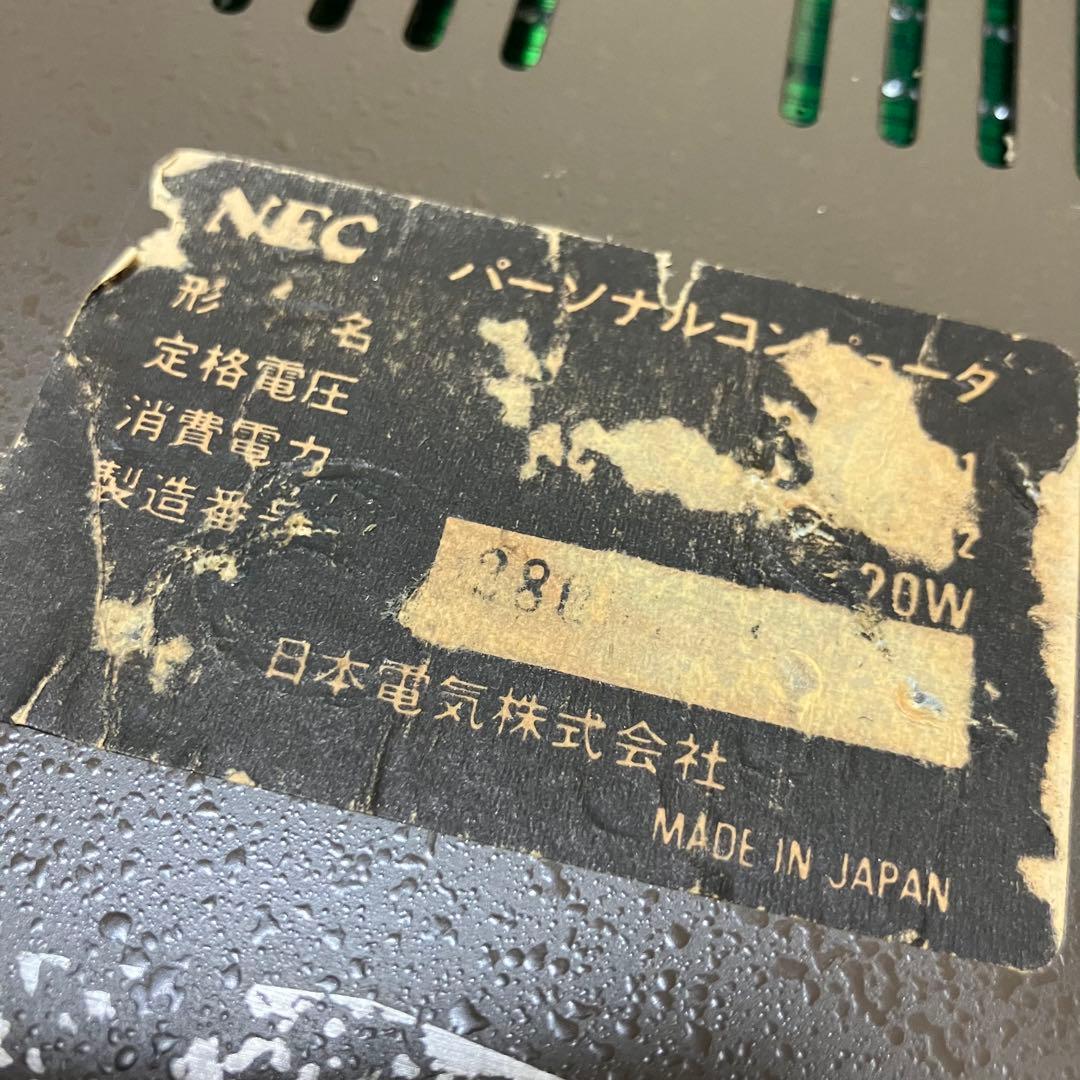 NEC パーソナルコンピュータ
形 名
定格電圧 AC
消費電力 20W
製造番号 380
日本電気株式会社
MADE IN JAPAN